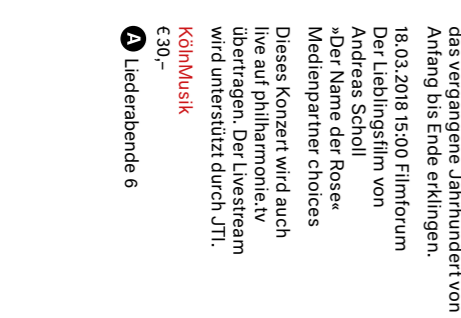 das vergangene Jahrhundert von
Anfang bis Ende erklingen.
18.03.2018 15:00 Filmforum
Der Lieblingsfilm von
Andreas Scholl
»Der Name der Rose«
Medienpartner choices
Dieses Konzert wird auch
live auf philharmonie.tv
übertragen. Der Livestream
wird unterstützt durch JTI.
KölnMusik
€ 30,–
A Liederabende 6